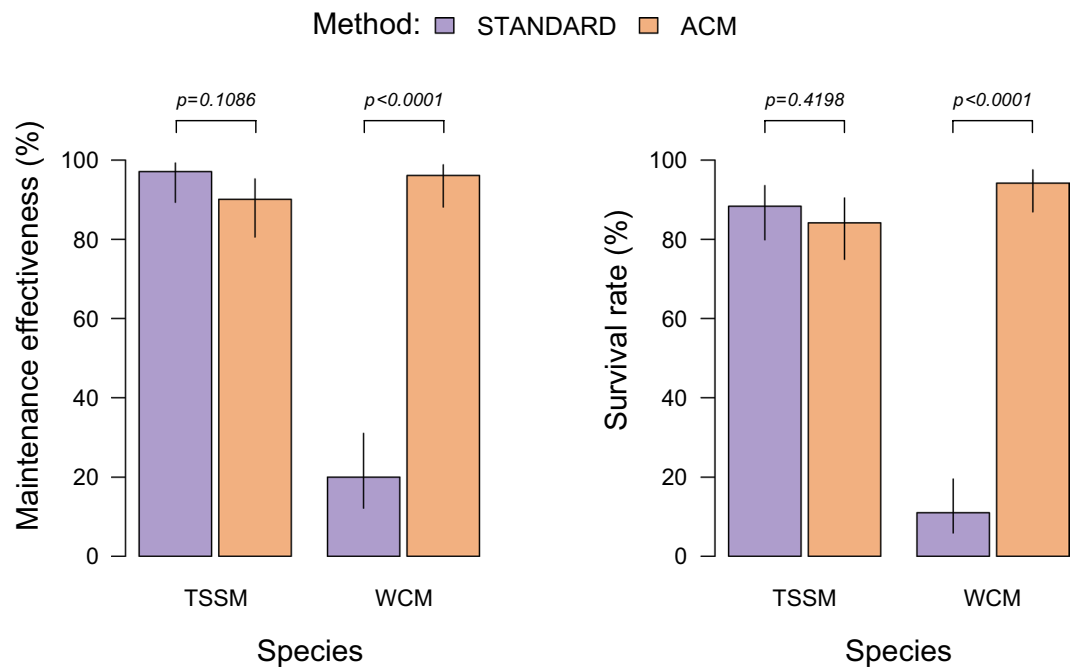 Method: STANDARD ACM
p=0.1086 p<0.0001
Maintenance effectiveness (%)
100
80
60
40
20
0
TSSM WCM
Species
p=0.4198 p<0.0001
Survival rate (%)
100
80
60
40
20
0
TSSM WCM
Species